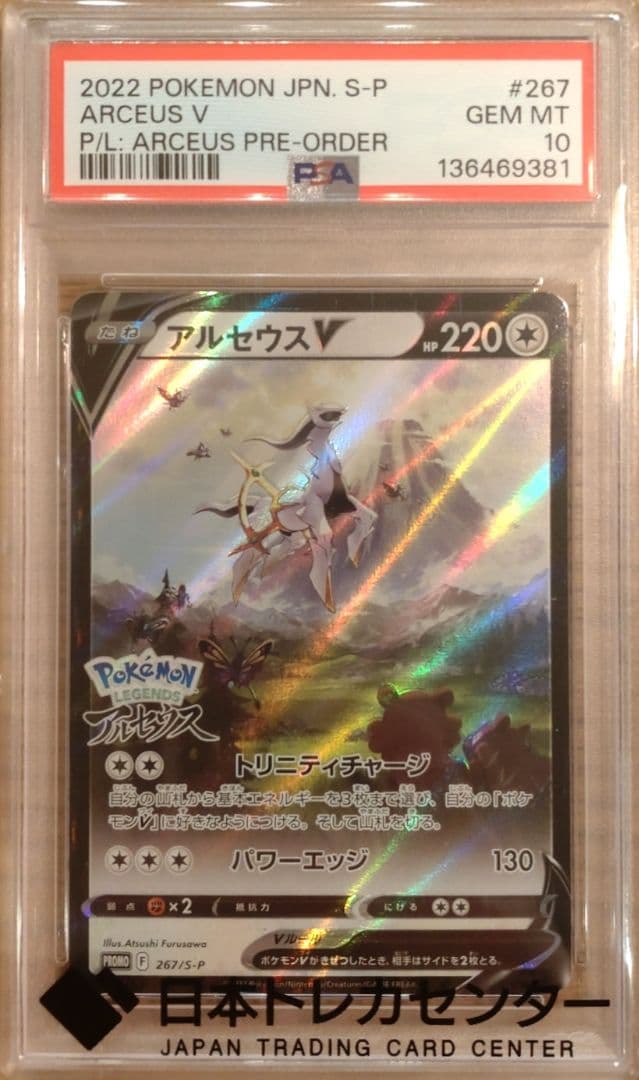 2022 POKEMON JPN. S-P #267
ARCEUS V GEM MT
P/L: ARCEUS PRE-ORDER 10
PSA 136469381
たね アルセウスV HP220
Pokémon
LEGENDS
アルセウス
トリニティチャージ
自分の山札から基本エネルギーを3枚まで選び、自分の「ポケ
モンV」に好きなようにつける。そして山札を切る。
パワーエッジ 130
弱点 ×2 抵抗力 にげる
Illus. Atsushi Furusawa Vルール
PROMO F 267/S-P ポケモンVがきぜつしたとき、相手はサイドを2枚とる。
日本トレカセンター
JAPAN TRADING CARD CENTER